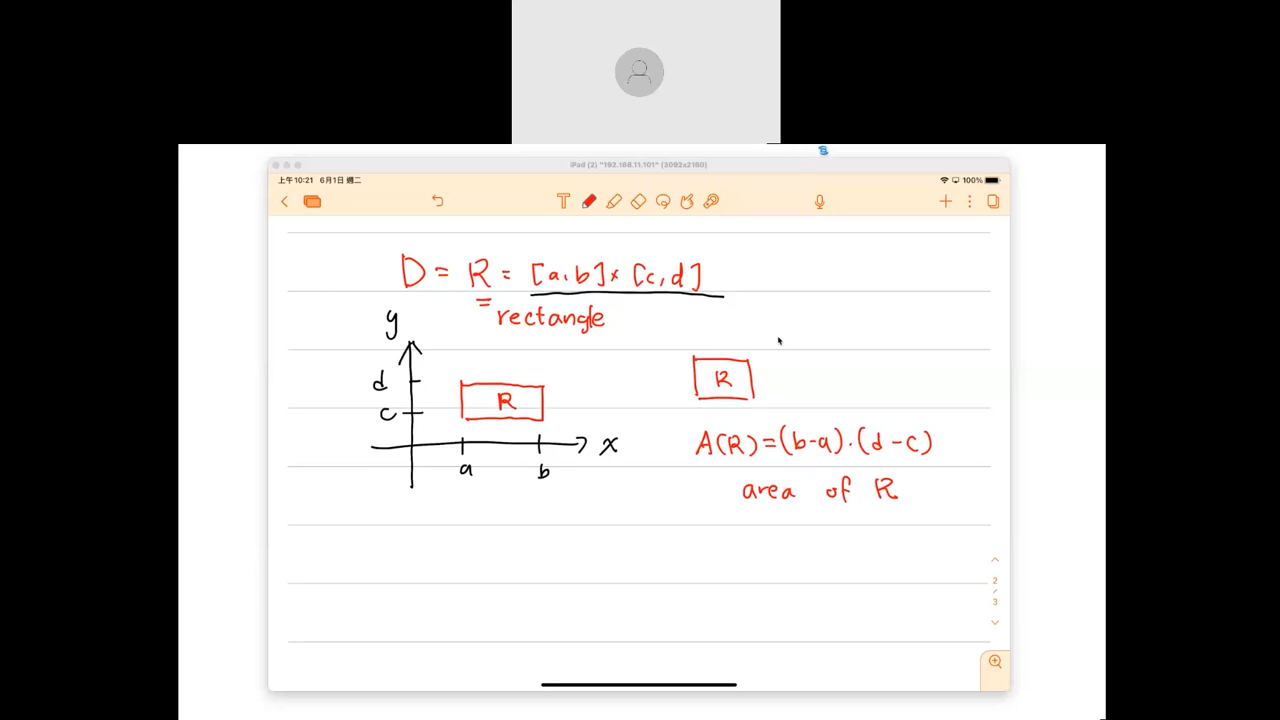 iPad (2) "192.168.11.101" (3092x2160)
上午10:21 6月1日 週二
100%
T
D = R = [a,b] × [c,d]
rectangle
y
d
R
R
c
A(R) = (b-a)·(d-c)
x
a
b
area of R
2
/
3